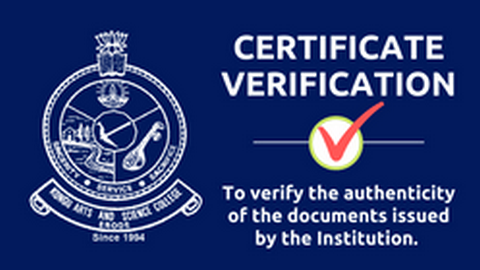 SINCERITY SERVICE SACRIFICE
KONGU ARTS AND SCIENCE COLLEGE
ERODE
Since 1994
CERTIFICATE
VERIFICATION
To verify the authenticity
of the documents issued
by the Institution.